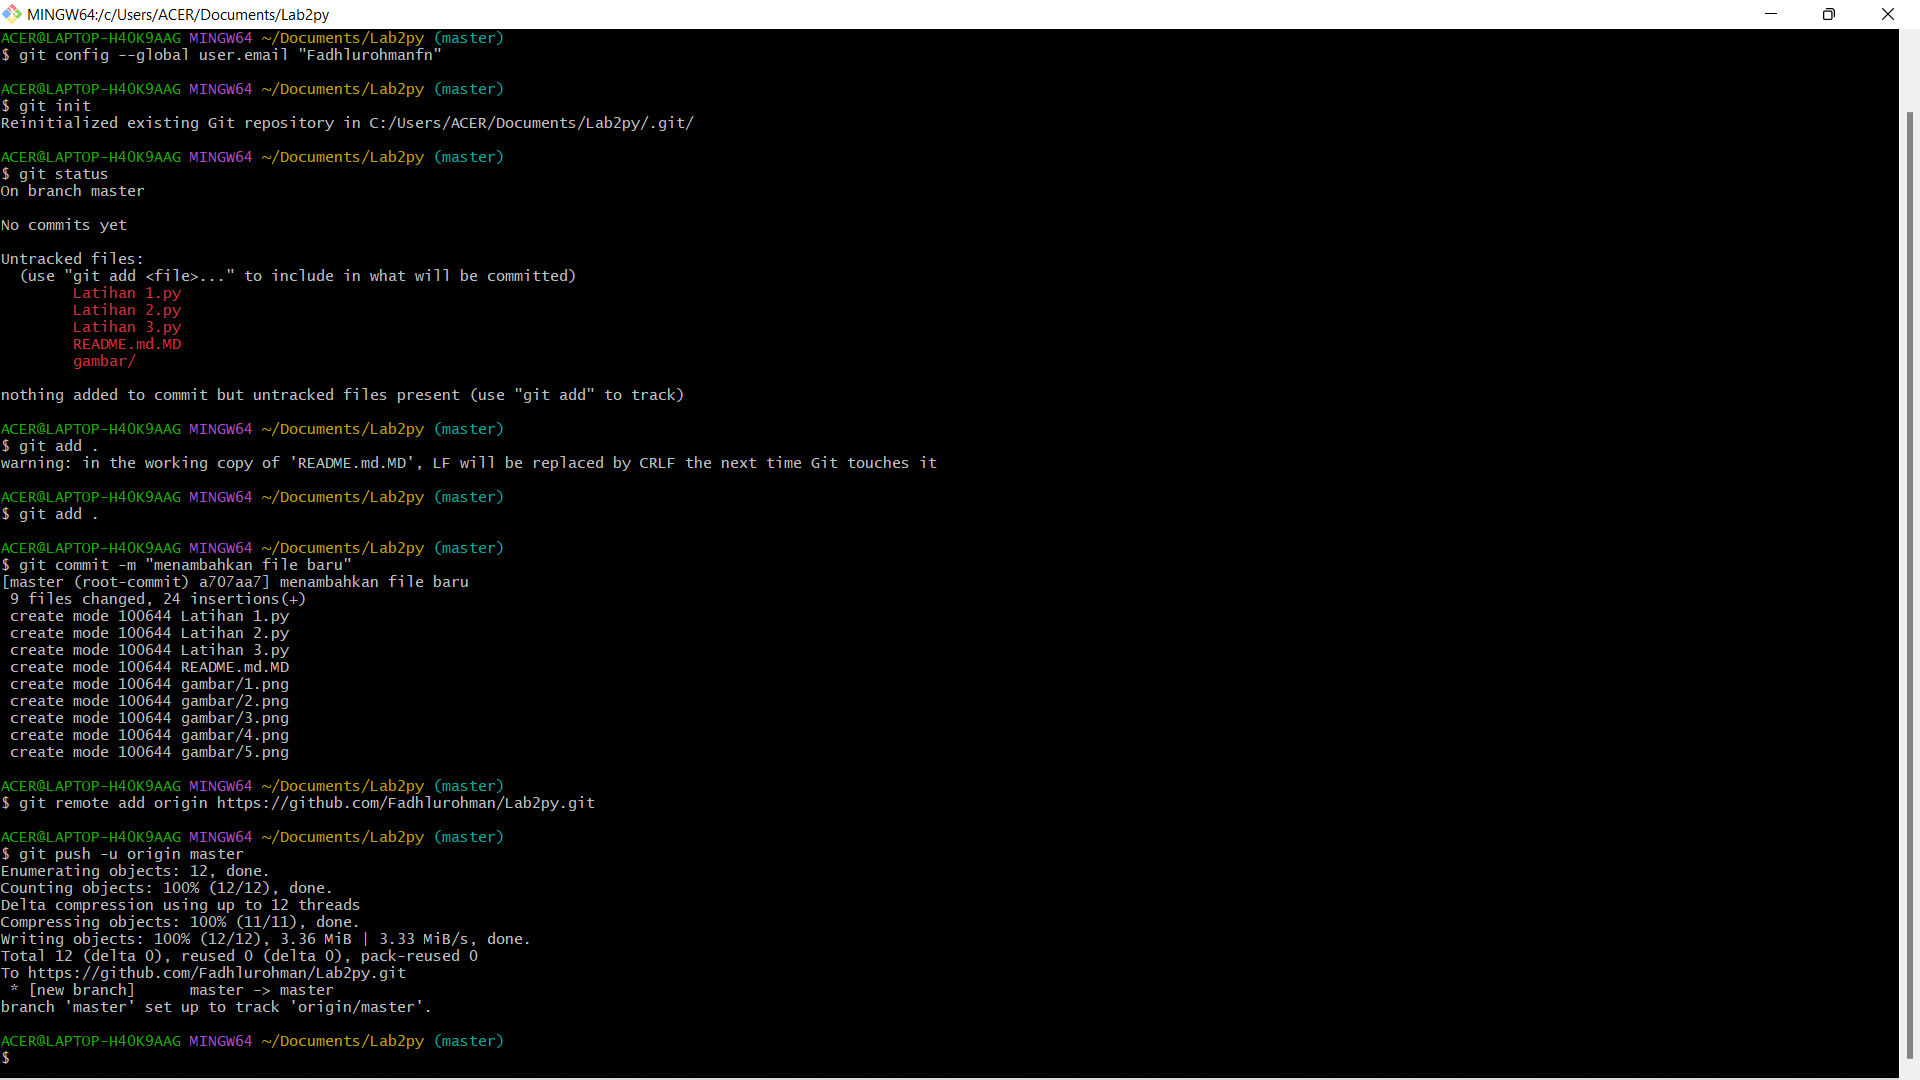 MINGW64:/c/Users/ACER/Documents/Lab2py
ACER@LAPTOP-H4OK9AAG MINGW64 ~/Documents/Lab2py (master)
$ git config --global user.email "Fadhlurohmanfn"

ACER@LAPTOP-H4OK9AAG MINGW64 ~/Documents/Lab2py (master)
$ git init
Reinitialized existing Git repository in C:/Users/ACER/Documents/Lab2py/.git/

ACER@LAPTOP-H4OK9AAG MINGW64 ~/Documents/Lab2py (master)
$ git status
On branch master

No commits yet

Untracked files:
  (use "git add <file>..." to include in what will be committed)
        Latihan 1.py
        Latihan 2.py
        Latihan 3.py
        README.md.MD
        gambar/

nothing added to commit but untracked files present (use "git add" to track)

ACER@LAPTOP-H4OK9AAG MINGW64 ~/Documents/Lab2py (master)
$ git add .
warning: in the working copy of 'README.md.MD', LF will be replaced by CRLF the next time Git touches it

ACER@LAPTOP-H4OK9AAG MINGW64 ~/Documents/Lab2py (master)
$ git add .

ACER@LAPTOP-H4OK9AAG MINGW64 ~/Documents/Lab2py (master)
$ git commit -m "menambahkan file baru"
[master (root-commit) a707aa7] menambahkan file baru
 9 files changed, 24 insertions(+)
 create mode 100644 Latihan 1.py
 create mode 100644 Latihan 2.py
 create mode 100644 Latihan 3.py
 create mode 100644 README.md.MD
 create mode 100644 gambar/1.png
 create mode 100644 gambar/2.png
 create mode 100644 gambar/3.png
 create mode 100644 gambar/4.png
 create mode 100644 gambar/5.png

ACER@LAPTOP-H4OK9AAG MINGW64 ~/Documents/Lab2py (master)
$ git remote add origin https://github.com/Fadhlurohman/Lab2py.git

ACER@LAPTOP-H4OK9AAG MINGW64 ~/Documents/Lab2py (master)
$ git push -u origin master
Enumerating objects: 12, done.
Counting objects: 100% (12/12), done.
Delta compression using up to 12 threads
Compressing objects: 100% (11/11), done.
Writing objects: 100% (12/12), 3.36 MiB | 3.33 MiB/s, done.
Total 12 (delta 0), reused 0 (delta 0), pack-reused 0
To https://github.com/Fadhlurohman/Lab2py.git
 * [new branch]      master -> master
branch 'master' set up to track 'origin/master'.

ACER@LAPTOP-H4OK9AAG MINGW64 ~/Documents/Lab2py (master)
$